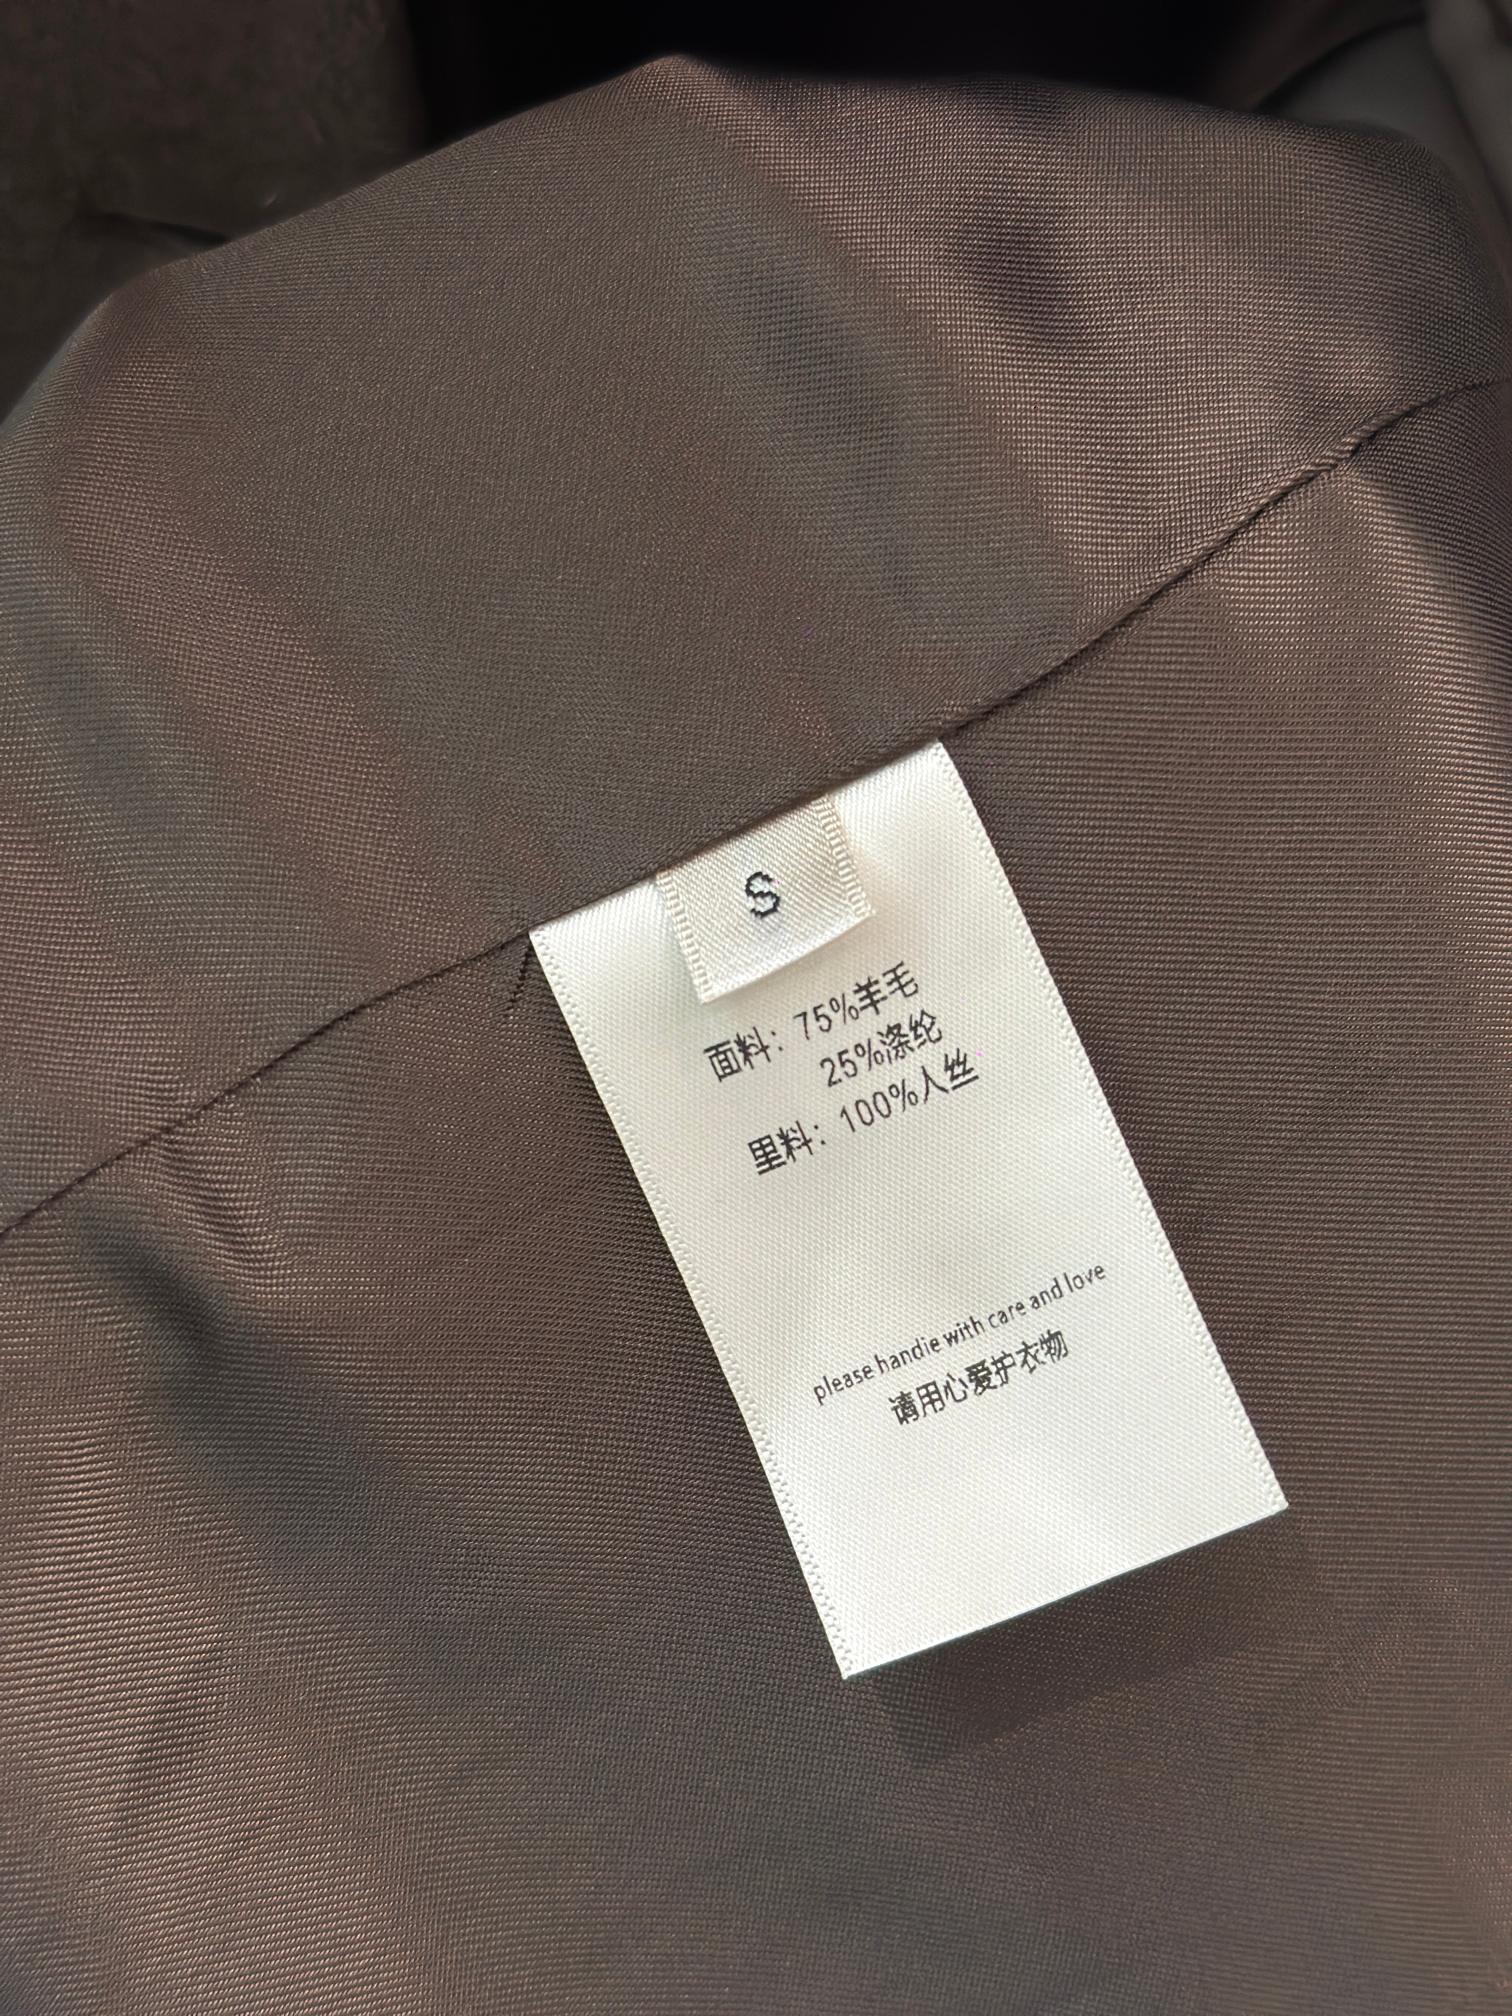 S
面料：75%羊毛
25%涤纶
里料：100%人丝
please handie with care and love
请用心爱护衣物